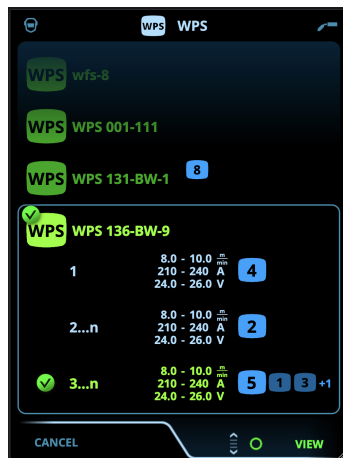 WPS WPS
WPS wfs-8
WPS WPS 001-111
WPS WPS 131-BW-1 8
WPS WPS 136-BW-9
8.0 - 10.0 m/min
1 210 - 240 A 4
24.0 - 26.0 V
8.0 - 10.0 m/min
2...n 210 - 240 A 2
24.0 - 26.0 V
8.0 - 10.0 m/min
3...n 210 - 240 A 5 1 3 +1
24.0 - 26.0 V
CANCEL VIEW